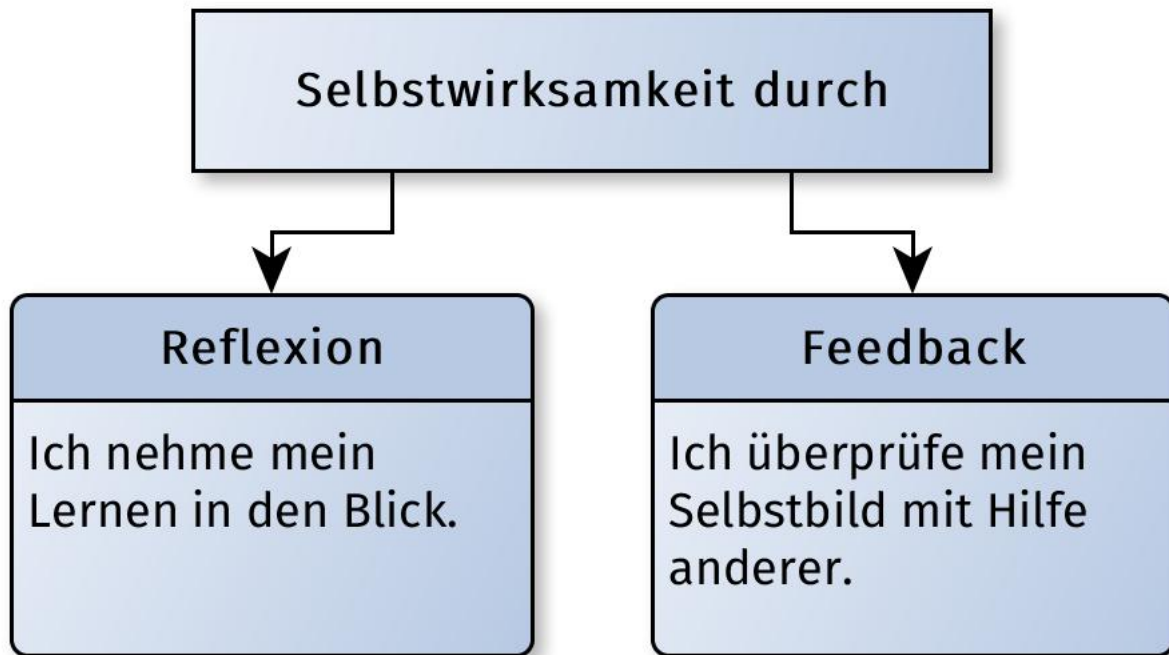 Selbstwirksamkeit durch
Reflexion
Ich nehme mein
Lernen in den Blick.
Feedback
Ich überprüfe mein
Selbstbild mit Hilfe
anderer.